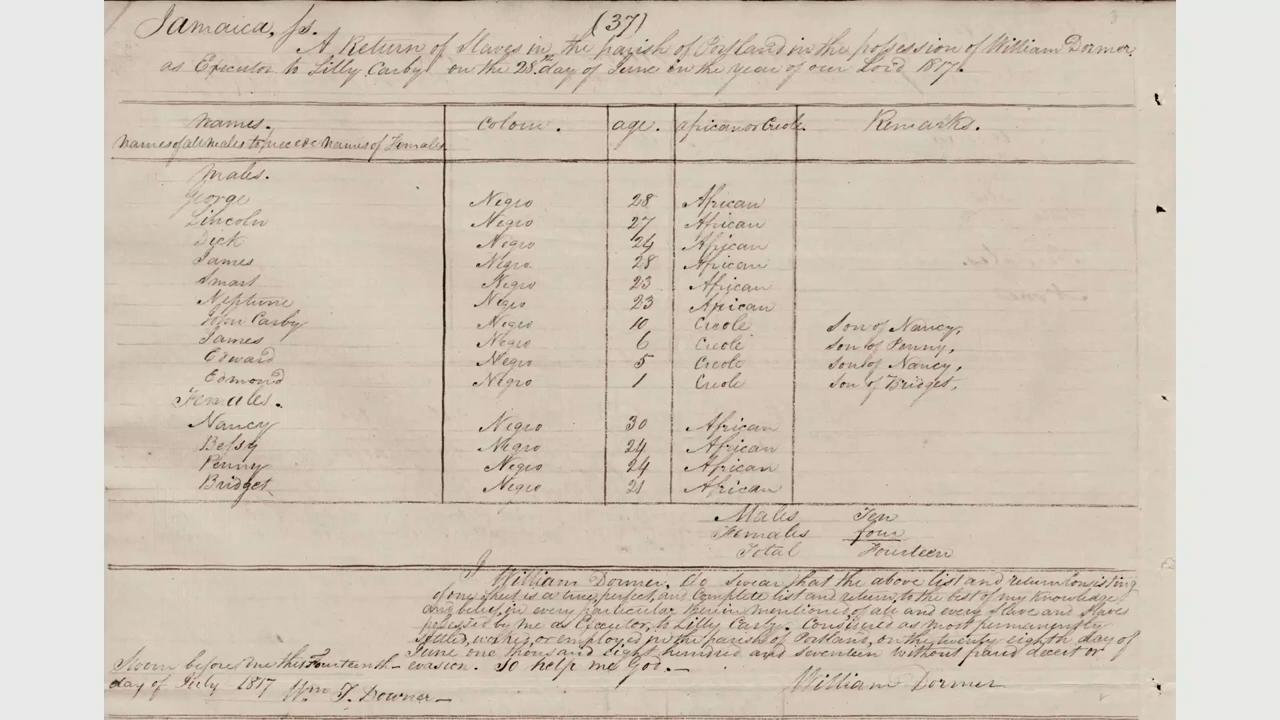 Jamaica, ſs. (37)
A Return of Slaves in the parish of Portland in the poſsession of William Dormer
as Executor to Lilly Carby on the 28th day of June in the year of our Lord 1817.
Names. Colour. age. african or Creole. Remarks.
Names of all Males to precede Names of Females
Males.
George Negro 28 African
Lincoln Negro 27 African
Dick Negro 24 African
James Negro 28 African
Smart Negro 23 African
Neptune Negro 23 African
Wm Carby Negro 10 Creole Son of Nancy,
James Negro 6 Creole son of Penny,
Edward Negro 5 Creole son of Nancy,
Edmond Negro 1 Creole son of Bridget,
Females.
Nancy Negro 30 African
Beſsy Negro 24 African
Penny Negro 24 African
Bridget Negro 21 African
Males Ten
Females four
Total Fourteen
I William Dormer, do swear that the above list and return Consisting
of one sheet is a true, perfect, and Complete list and return, to the best of my Knowledge
and belief, in every particular therein mentioned of all and every slave and slaves
poſseſsed by me as Executor, to Lilly Carby. Considered as most permanently
settled, worked, or employed in the parish of Portland, on the twenty eighth day of
June one thousand Eight hundred and seventeen without fraud deceit or
evasion. So help me God.
Sworn before me this Fourteenth
day of July 1817 Wm. T. Downer
William Dormer